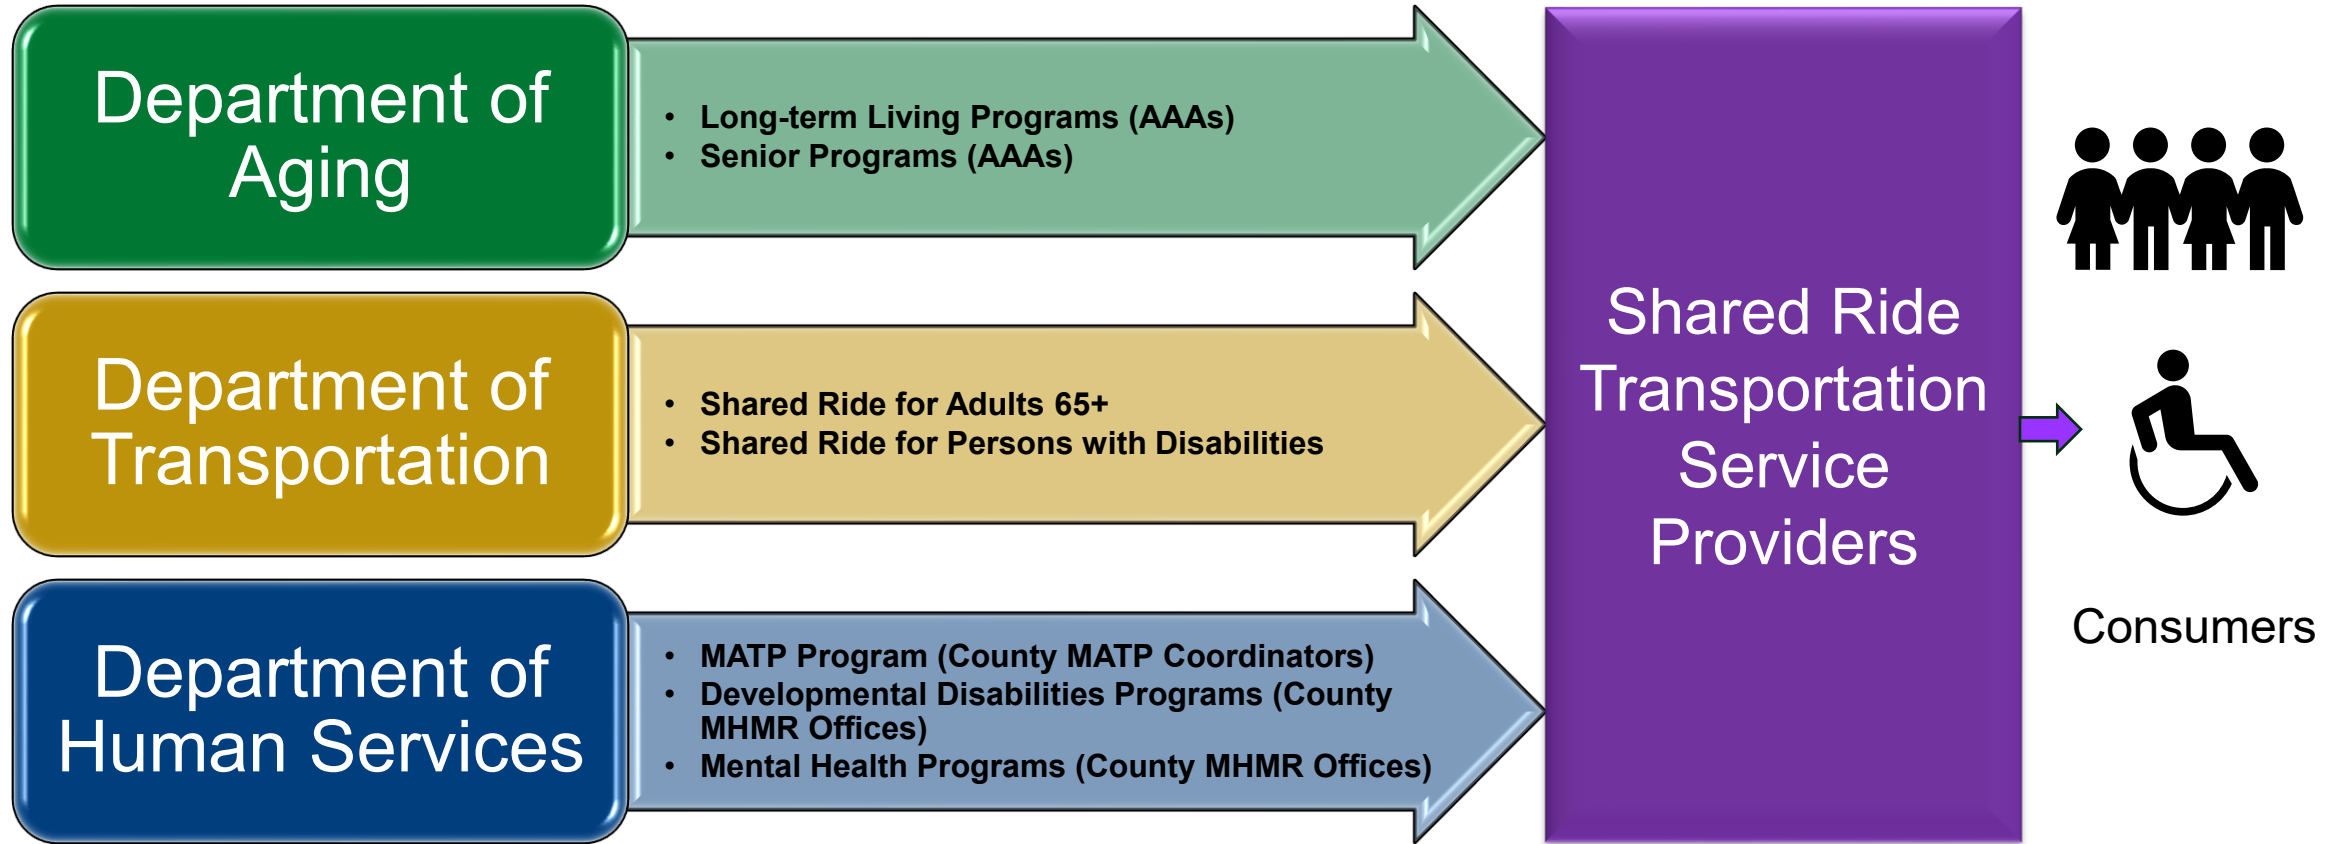 Department of
Aging
• Long-term Living Programs (AAAs)
• Senior Programs (AAAs)
Department of
Transportation
• Shared Ride for Adults 65+
• Shared Ride for Persons with Disabilities
Department of
Human Services
• MATP Program (County MATP Coordinators)
• Developmental Disabilities Programs (County
MHMR Offices)
• Mental Health Programs (County MHMR Offices)
Shared Ride
Transportation
Service
Providers
Consumers